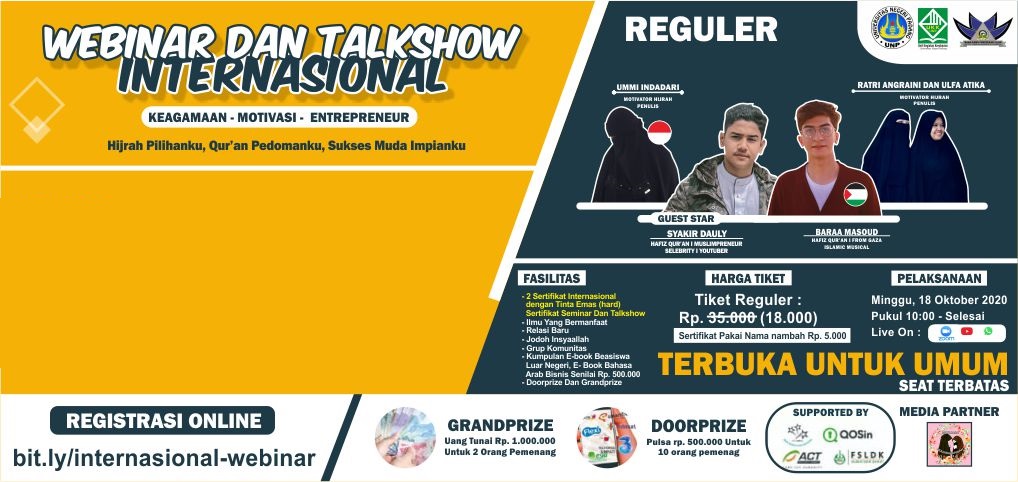 WEBINAR DAN TALKSHOW
INTERNASIONAL
KEAGAMAAN - MOTIVASI - ENTREPRENEUR
Hijrah Pilihanku, Qur'an Pedomanku, Sukses Muda Impianku
REGULER
UNIVERSITAS NEGERI PADANG
UNP
UMMI INDADARI
MOTIVATOR HIJRAH
PENULIS
RATRI ANGRAINI DAN ULFA ATIKA
MOTIVATOR HIJRAH
PENULIS
GUEST STAR
SYAKIR DAULY
HAFIZ QUR'AN I MUSLIMPRENEUR
SELEBRITY I YOUTUBER
BARAA MASOUD
HAFIZ QUR'AN I FROM GAZA
ISLAMIC MUSICAL
FASILITAS
- 2 Sertifikat Internasional
dengan Tinta Emas (hard)
Sertifikat Seminar Dan Talkshow
- Ilmu Yang Bermanfaat
- Relasi Baru
- Jodoh Insyaallah
- Grup Komunitas
- Kumpulan E-book Beasiswa
Luar Negeri, E- Book Bahasa
Arab Bisnis Senilai Rp. 500.000
- Doorprize Dan Grandprize
HARGA TIKET
Tiket Reguler :
Rp. 35.000 (18.000)
Sertifikat Pakai Nama nambah Rp. 5.000
PELAKSANAAN
Minggu, 18 Oktober 2020
Pukul 10:00 - Selesai
Live On :
zoom
TERBUKA UNTUK UMUM
SEAT TERBATAS
REGISTRASI ONLINE
bit.ly/internasional-webinar
GRANDPRIZE
Uang Tunai Rp. 1.000.000
Untuk 2 Orang Pemenang
DOORPRIZE
Pulsa rp. 500.000 Untuk
10 orang pemenag
SUPPORTED BY
QOSin
ACT
FSLDK
MEDIA PARTNER